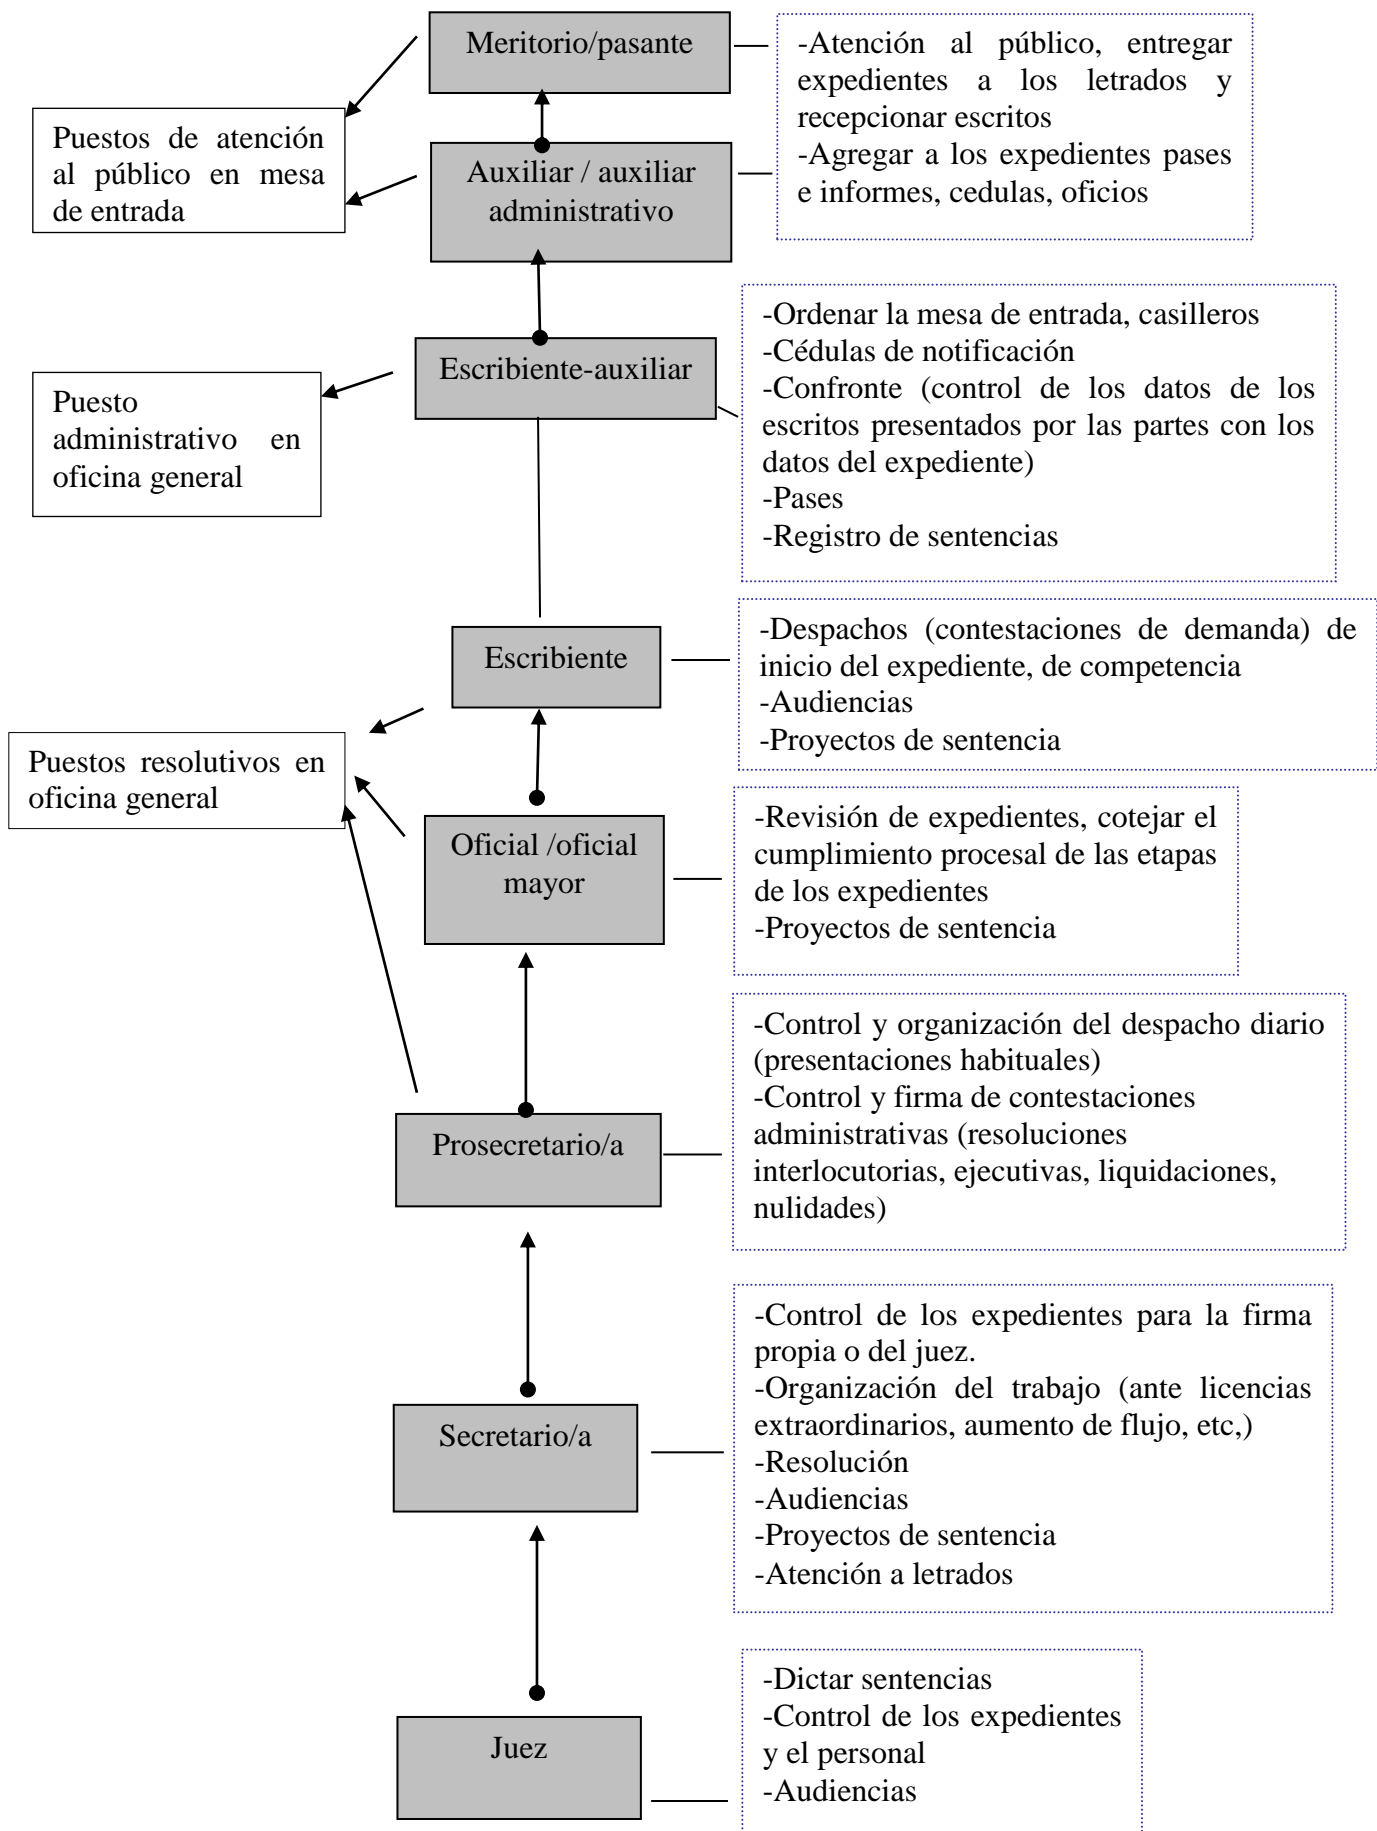 Meritorio/pasante
-Atención al público, entregar
expedientes a los letrados y
recepcionar escritos
-Agregar a los expedientes pases
e informes, cedulas, oficios
Puestos de atención
al público en mesa
de entrada
Auxiliar / auxiliar
administrativo
-Ordenar la mesa de entrada, casilleros
-Cédulas de notificación
-Confronte (control de los datos de los
escritos presentados por las partes con los
datos del expediente)
-Pases
-Registro de sentencias
Escribiente-auxiliar
Puesto
administrativo en
oficina general
Escribiente
-Despachos (contestaciones de demanda) de
inicio del expediente, de competencia
-Audiencias
-Proyectos de sentencia
Puestos resolutivos en
oficina general
Oficial /oficial
mayor
-Revisión de expedientes, cotejar el
cumplimiento procesal de las etapas
de los expedientes
-Proyectos de sentencia
Prosecretario/a
-Control y organización del despacho diario
(presentaciones habituales)
-Control y firma de contestaciones
administrativas (resoluciones
interlocutorias, ejecutivas, liquidaciones,
nulidades)
Secretario/a
-Control de los expedientes para la firma
propia o del juez.
-Organización del trabajo (ante licencias
extraordinarios, aumento de flujo, etc,)
-Resolución
-Audiencias
-Proyectos de sentencia
-Atención a letrados
Juez
-Dictar sentencias
-Control de los expedientes
y el personal
-Audiencias